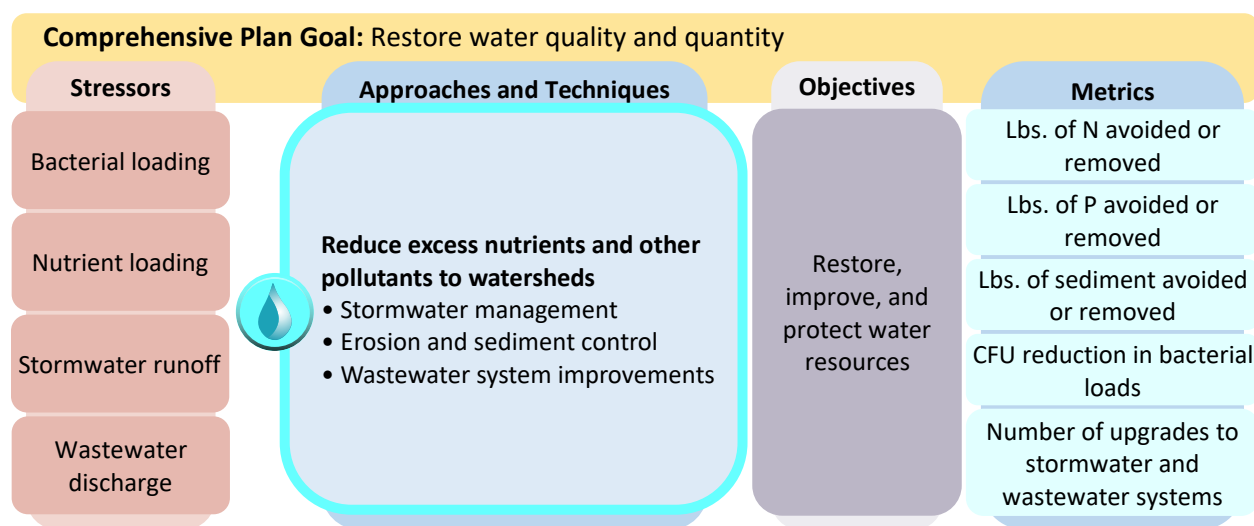 Comprehensive Plan Goal: Restore water quality and quantity
Stressors
Bacterial loading
Nutrient loading
Stormwater runoff
Wastewater
discharge
Approaches and Techniques
Reduce excess nutrients and other
pollutants to watersheds
• Stormwater management
• Erosion and sediment control
• Wastewater system improvements
Objectives
Restore,
improve, and
protect water
resources
Metrics
Lbs. of N avoided or
removed
Lbs. of P avoided or
removed
Lbs. of sediment avoided
or removed
CFU reduction in bacterial
loads
Number of upgrades to
stormwater and
wastewater systems